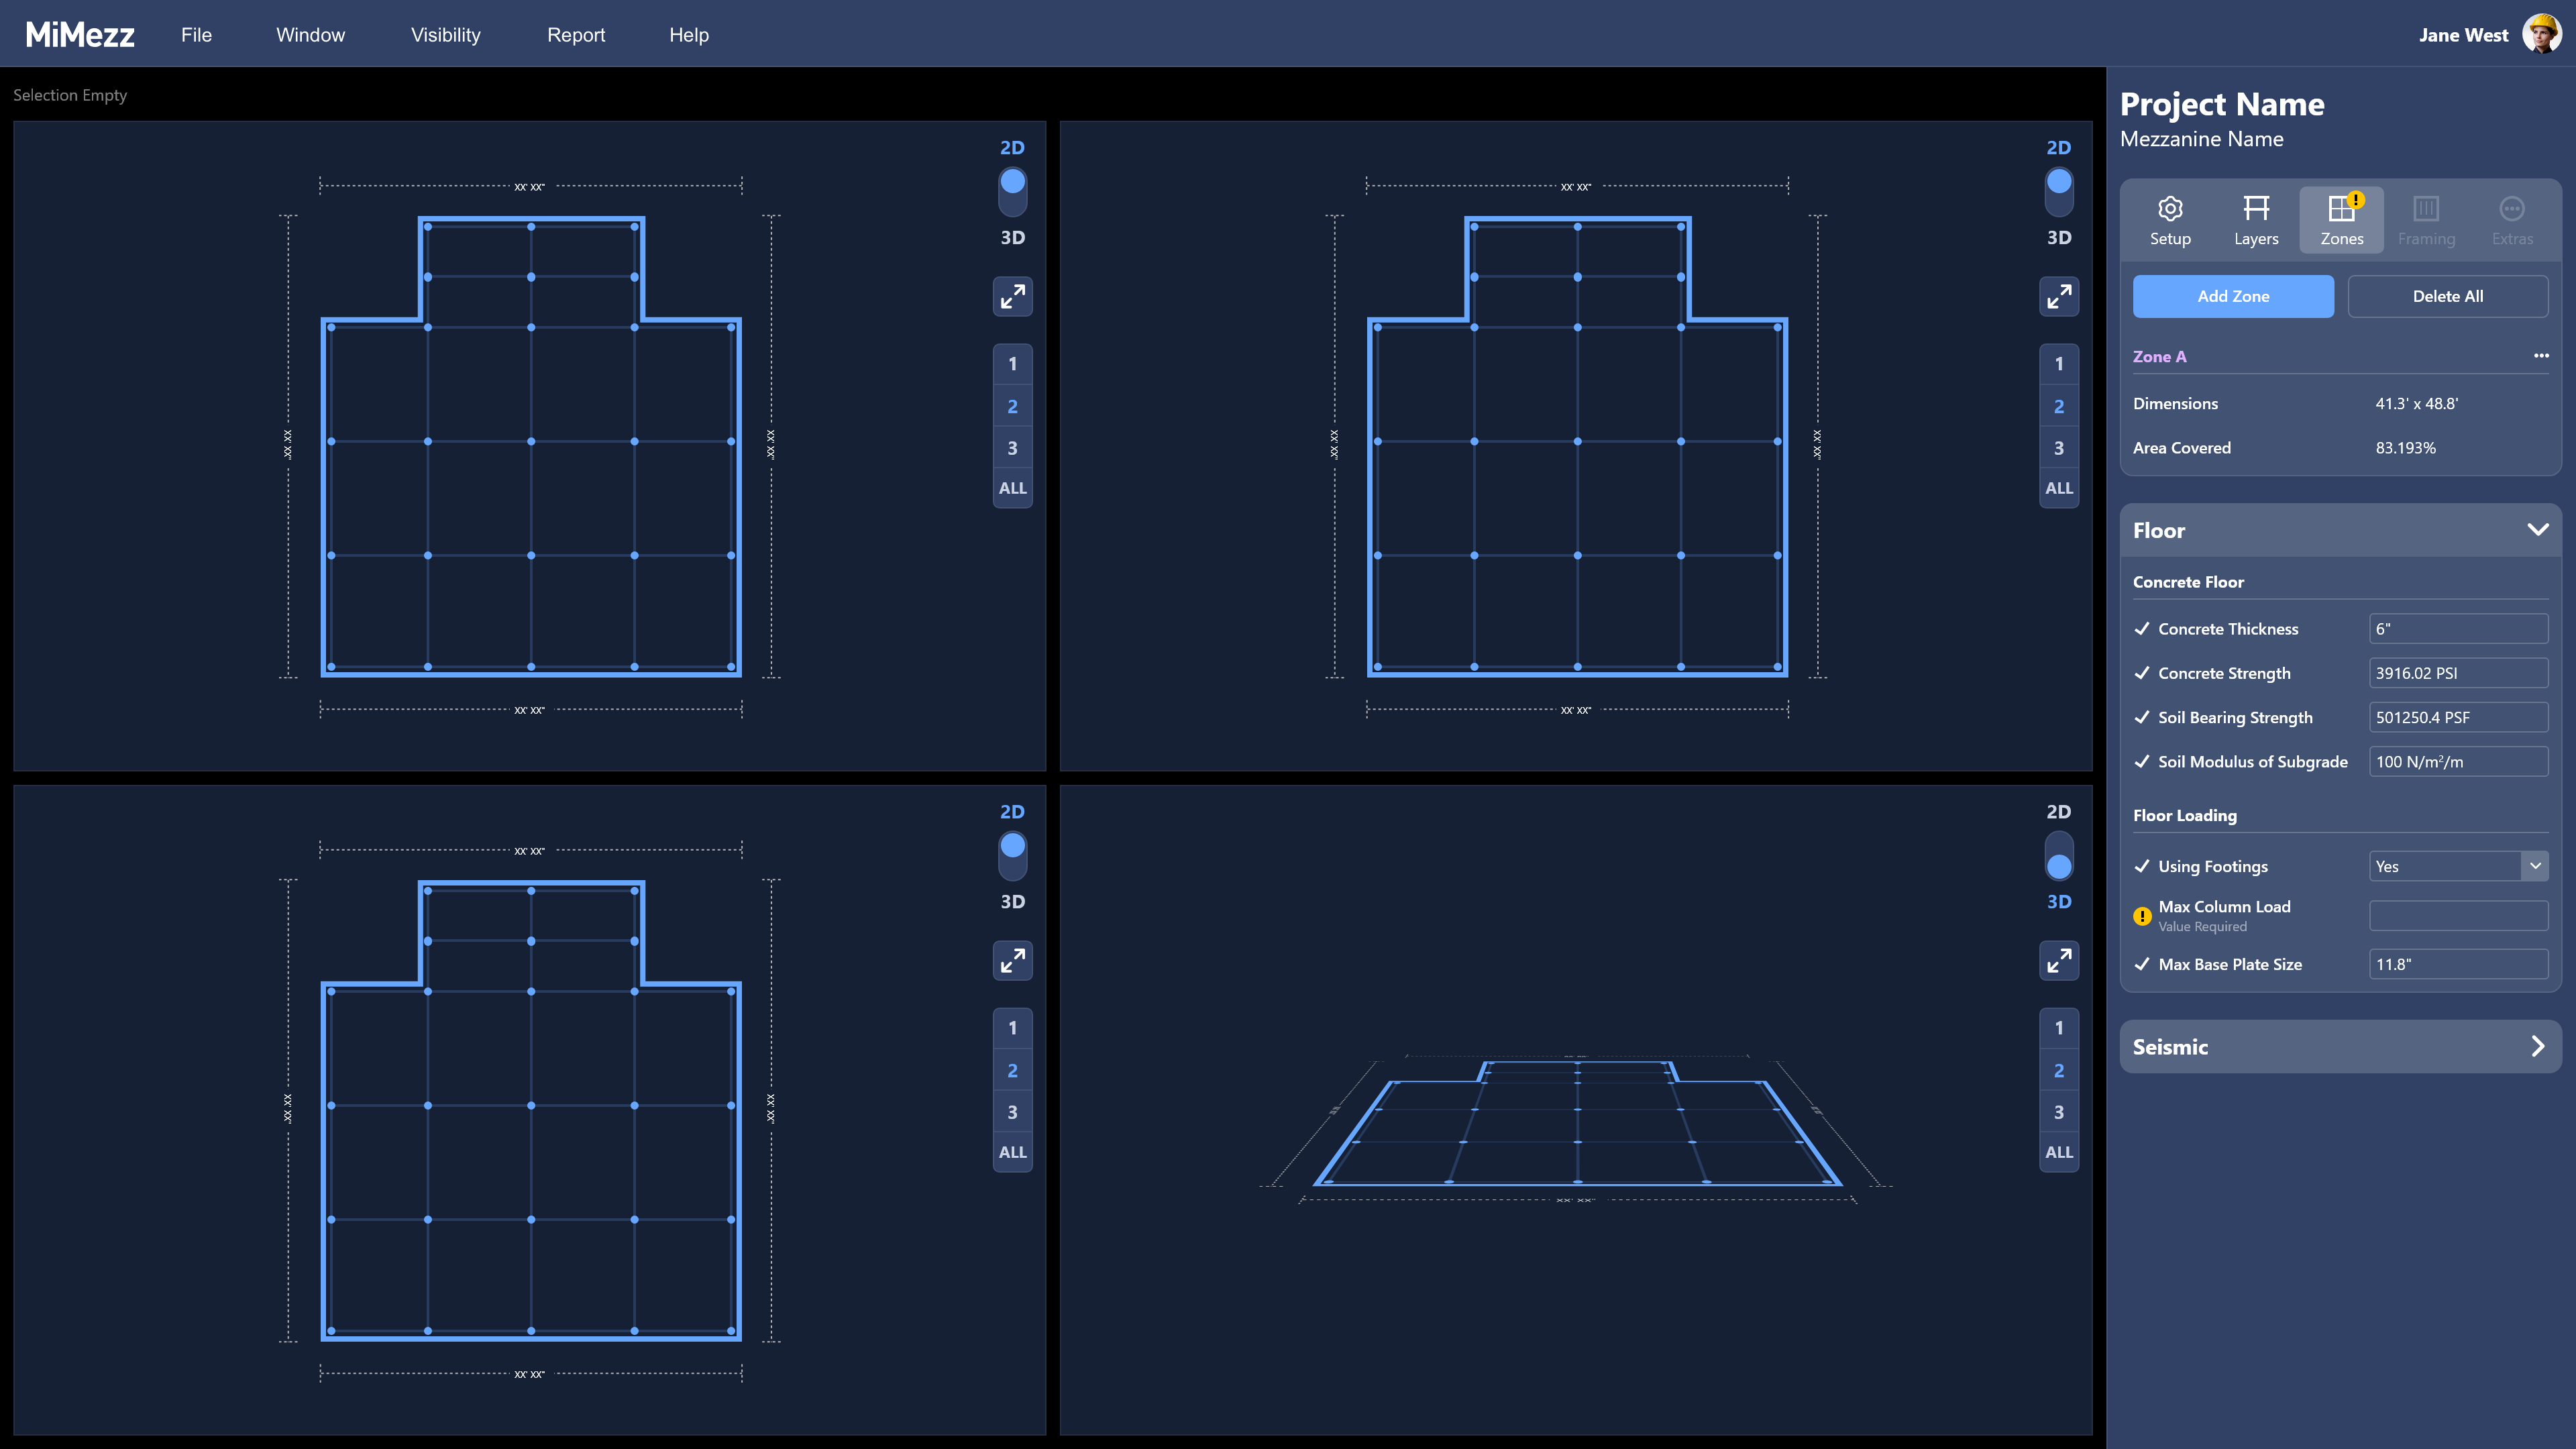 MiMezz File Window Visibility Report Help Jane West
Selection Empty
2D
3D
1
2
3
ALL
XX' XX"
XX' XX"
XX' XX"
XX' XX"
2D
3D
1
2
3
ALL
XX' XX"
XX' XX"
XX' XX"
XX' XX"
2D
3D
1
2
3
ALL
XX' XX"
XX' XX"
XX' XX"
XX' XX"
2D
3D
1
2
3
ALL
XX' XX"
Project Name
Mezzanine Name
Setup Layers Zones Framing Extras
Add Zone Delete All
Zone A
Dimensions 41.3' x 48.8'
Area Covered 83.193%
Floor
Concrete Floor
Concrete Thickness 6"
Concrete Strength 3916.02 PSI
Soil Bearing Strength 501250.4 PSF
Soil Modulus of Subgrade 100 N/m²/m
Floor Loading
Using Footings Yes
Max Column Load
Value Required
Max Base Plate Size 11.8"
Seismic